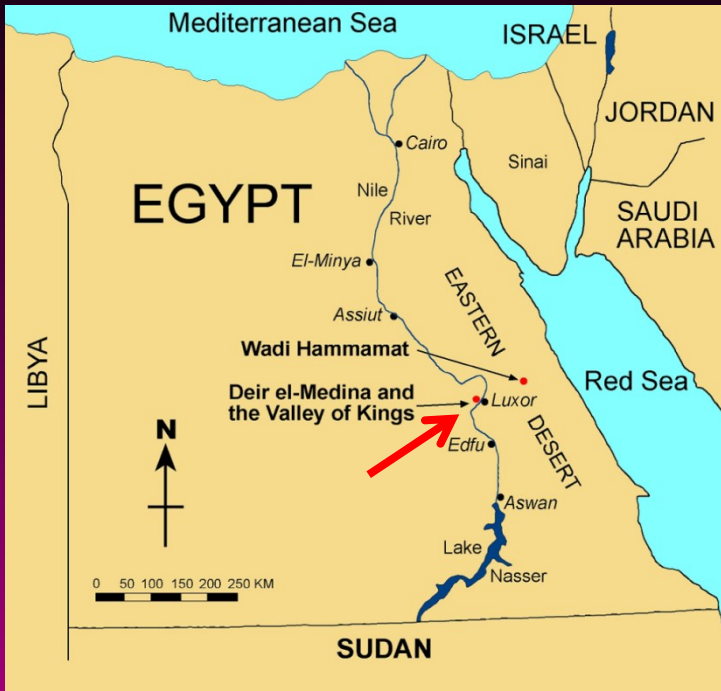 Mediterranean Sea
ISRAEL
JORDAN
Cairo
Sinai
Nile
EGYPT
River
SAUDI
ARABIA
El-Minya
EASTERN
Assiut
LIBYA
Wadi Hammamat
Red Sea
Deir el-Medina and
the Valley of Kings
Luxor
DESERT
N
Edfu
Aswan
Lake
Nasser
0 50 100 150 200 250 KM
SUDAN